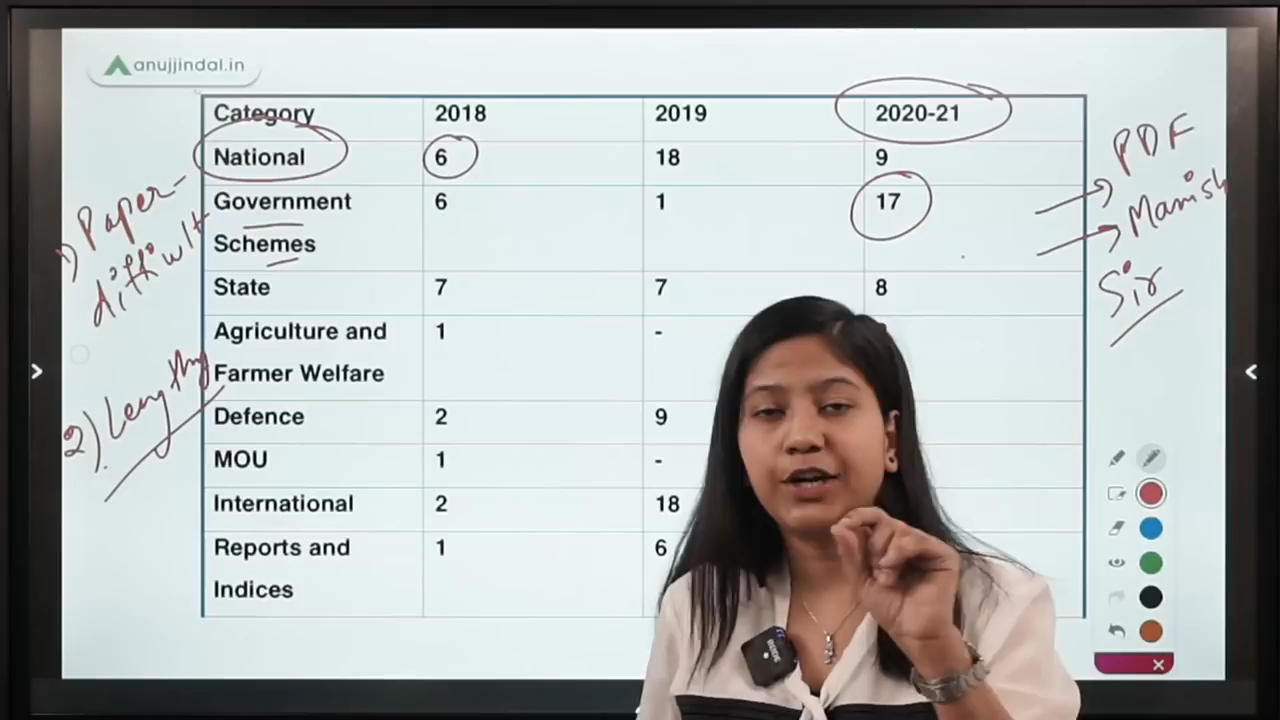 anujjindal.in
Category 2018 2019 2020-21
National 6 18 9
Government 6 1 17
Schemes
State 7 7 8
Agriculture and 1 -
Farmer Welfare
Defence 2 9
MOU 1 -
International 2 18
Reports and 1 6
Indices
1) Paper-
difficult
2) Lengthy
PDF
Manish
Sir
RODE